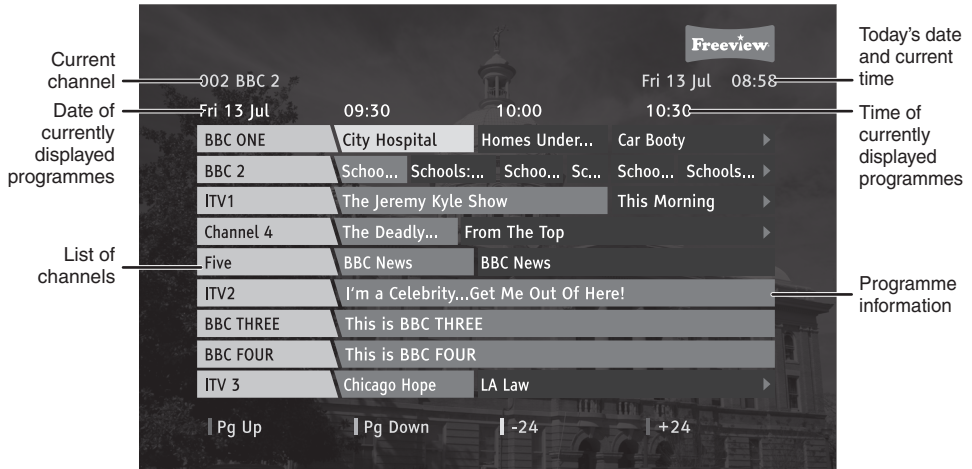 Freeview
Current
channel
002 BBC 2
Fri 13 Jul 08:58
Today's date
and current
time
Date of
currently
displayed
programmes
Fri 13 Jul 09:30 10:00 10:30
Time of
currently
displayed
programmes
BBC ONE City Hospital Homes Under... Car Booty
BBC 2 Schoo... Schools:... Schoo... Sc... Schoo... Schools...
ITV1 The Jeremy Kyle Show This Morning
Channel 4 The Deadly... From The Top
List of
channels
Five BBC News BBC News
ITV2 I'm a Celebrity...Get Me Out Of Here!
Programme
information
BBC THREE This is BBC THREE
BBC FOUR This is BBC FOUR
ITV 3 Chicago Hope LA Law
Pg Up Pg Down -24 +24